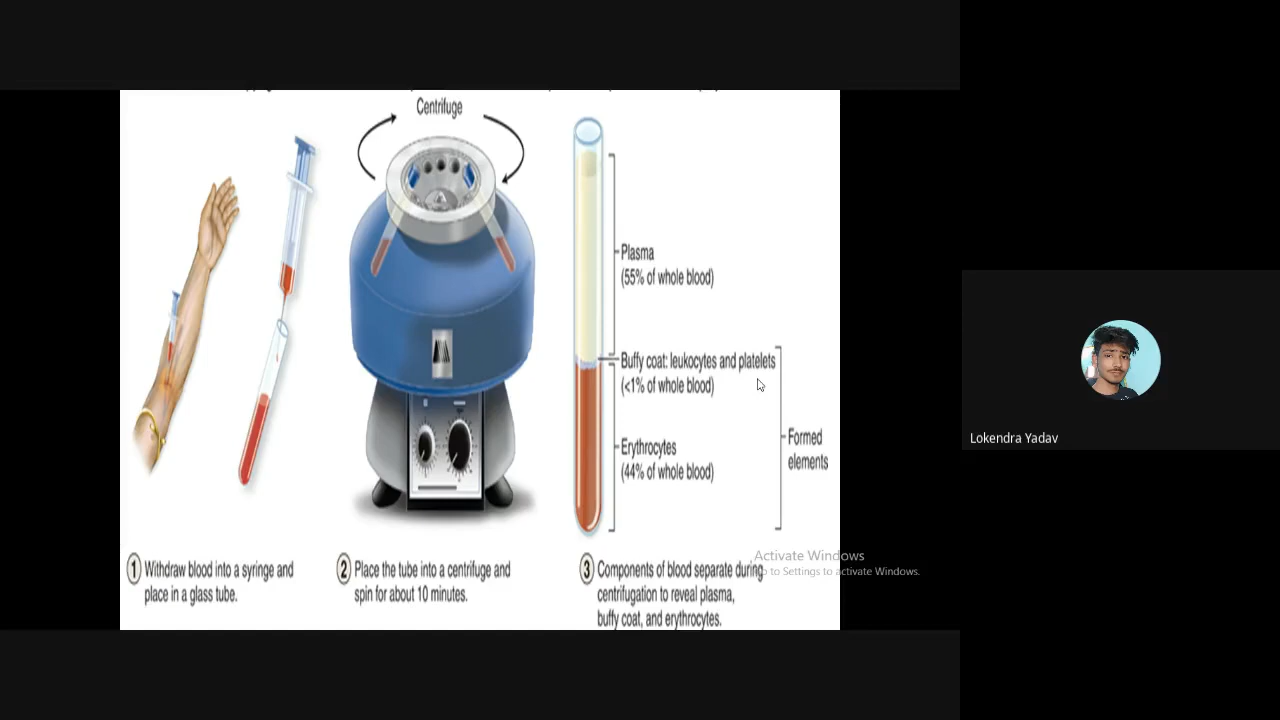 Centrifuge
Plasma
(55% of whole blood)
Buffy coat: leukocytes and platelets
(<1% of whole blood)
Erythrocytes
(44% of whole blood)
Formed
elements
1 Withdraw blood into a syringe and
place in a glass tube.
2 Place the tube into a centrifuge and
spin for about 10 minutes.
3 Components of blood separate during
centrifugation to reveal plasma,
buffy coat, and erythrocytes.
Activate Windows
to Settings to activate Windows.
Lokendra Yadav